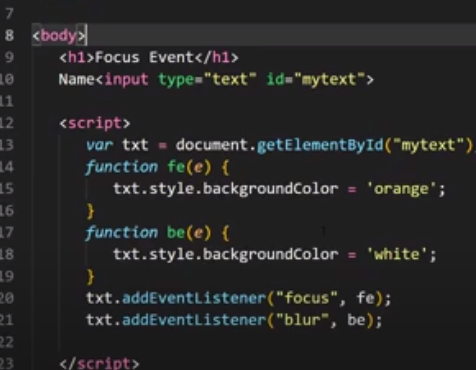 7
8 <body>
9 <h1>Focus Event</h1>
10 Name<input type="text" id="mytext">
11
12 <script>
13 var txt = document.getElementById("mytext")
14 function fe(e) {
15 txt.style.backgroundColor = 'orange';
16 }
17 function be(e) {
18 txt.style.backgroundColor = 'white';
19 }
20 txt.addEventListener("focus", fe);
21 txt.addEventListener("blur", be);
22
23 </script>